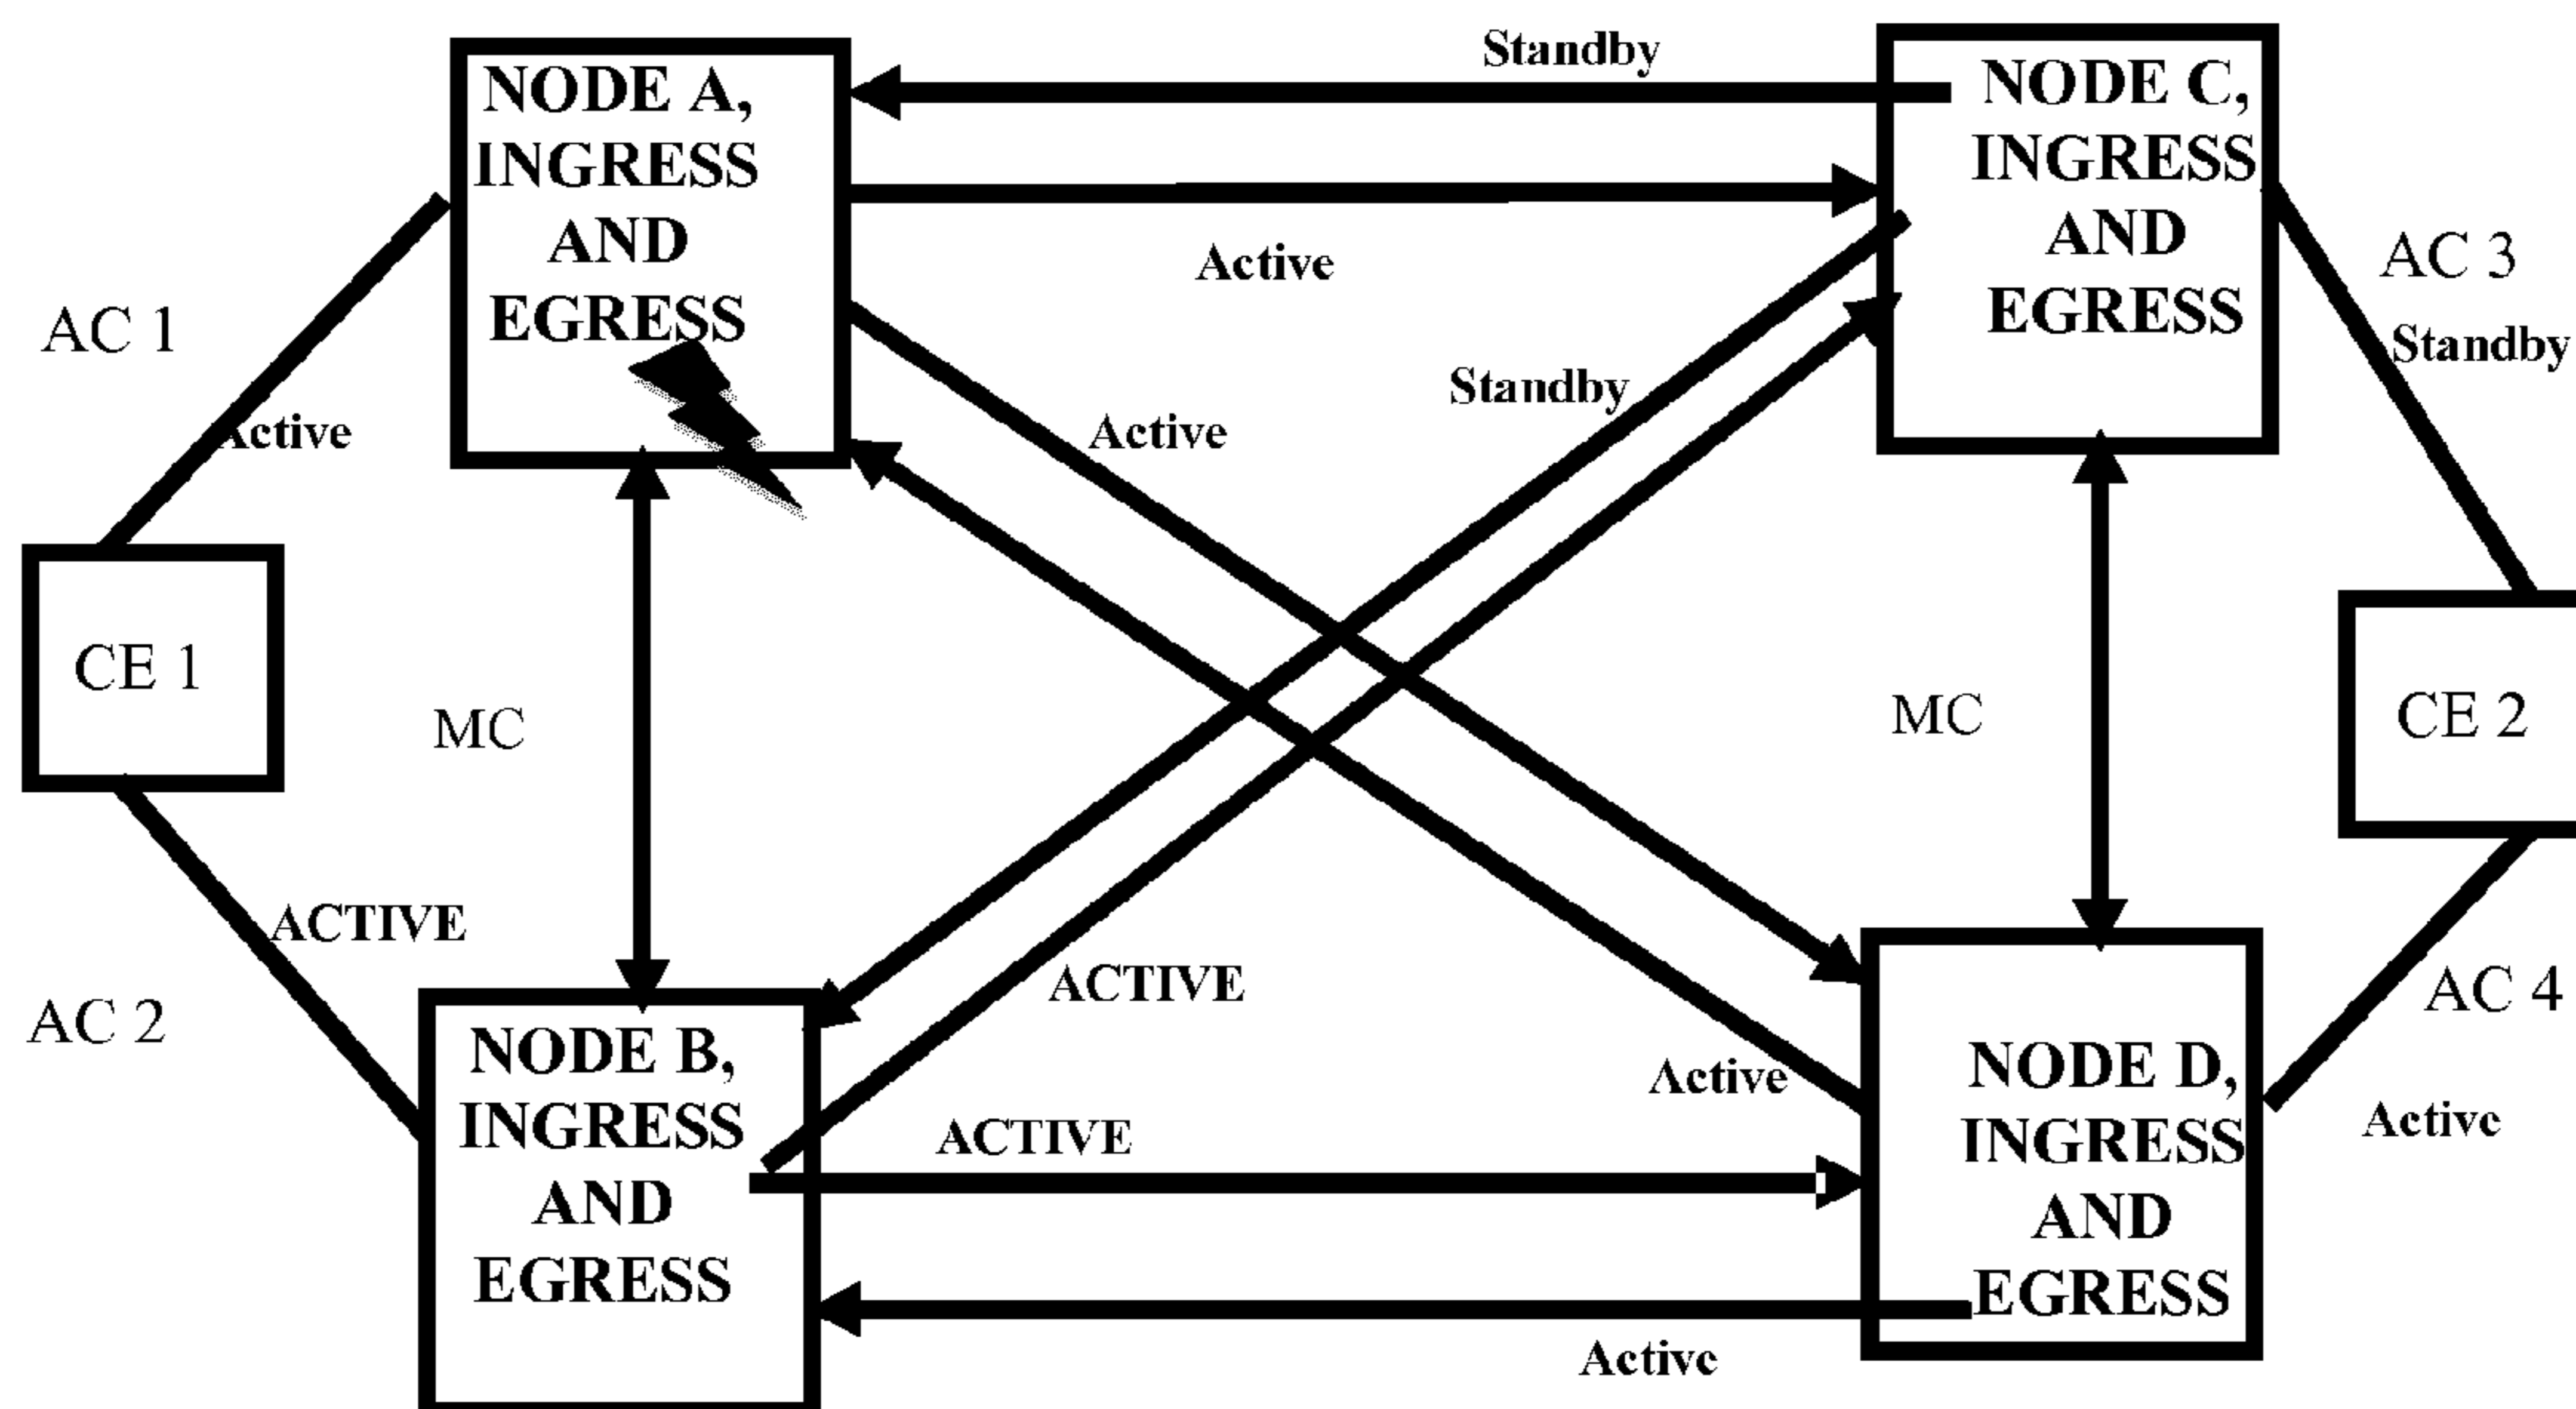 Standby
NODE A,
INGRESS
AND
EGRESS
NODE C,
INGRESS
AND
EGRESS
AC 3
Standby
Active
AC 1
Active
Active
Standby
CE 1
MC
MC
CE 2
ACTIVE
AC 2
ACTIVE
AC 4
NODE B,
INGRESS
AND
EGRESS
NODE D,
INGRESS
AND
EGRESS
Active
Active
ACTIVE
Active